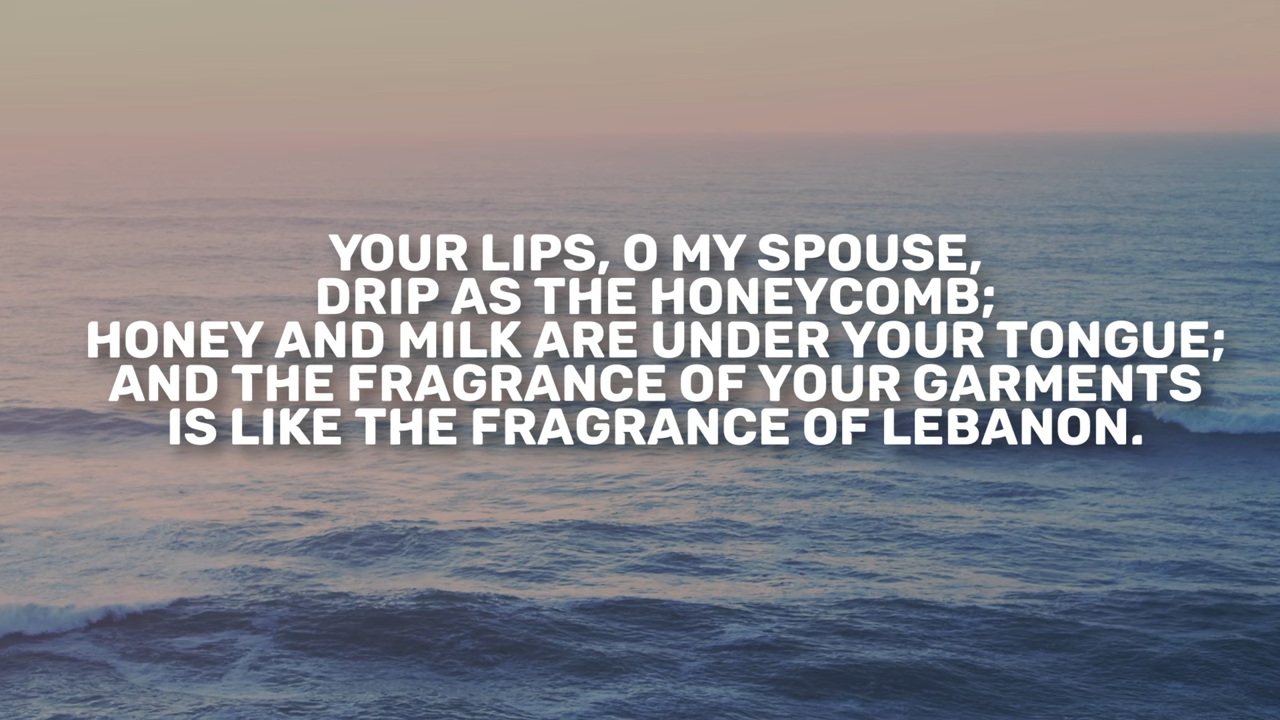 YOUR LIPS, O MY SPOUSE,
DRIP AS THE HONEYCOMB;
HONEY AND MILK ARE UNDER YOUR TONGUE;
AND THE FRAGRANCE OF YOUR GARMENTS
IS LIKE THE FRAGRANCE OF LEBANON.